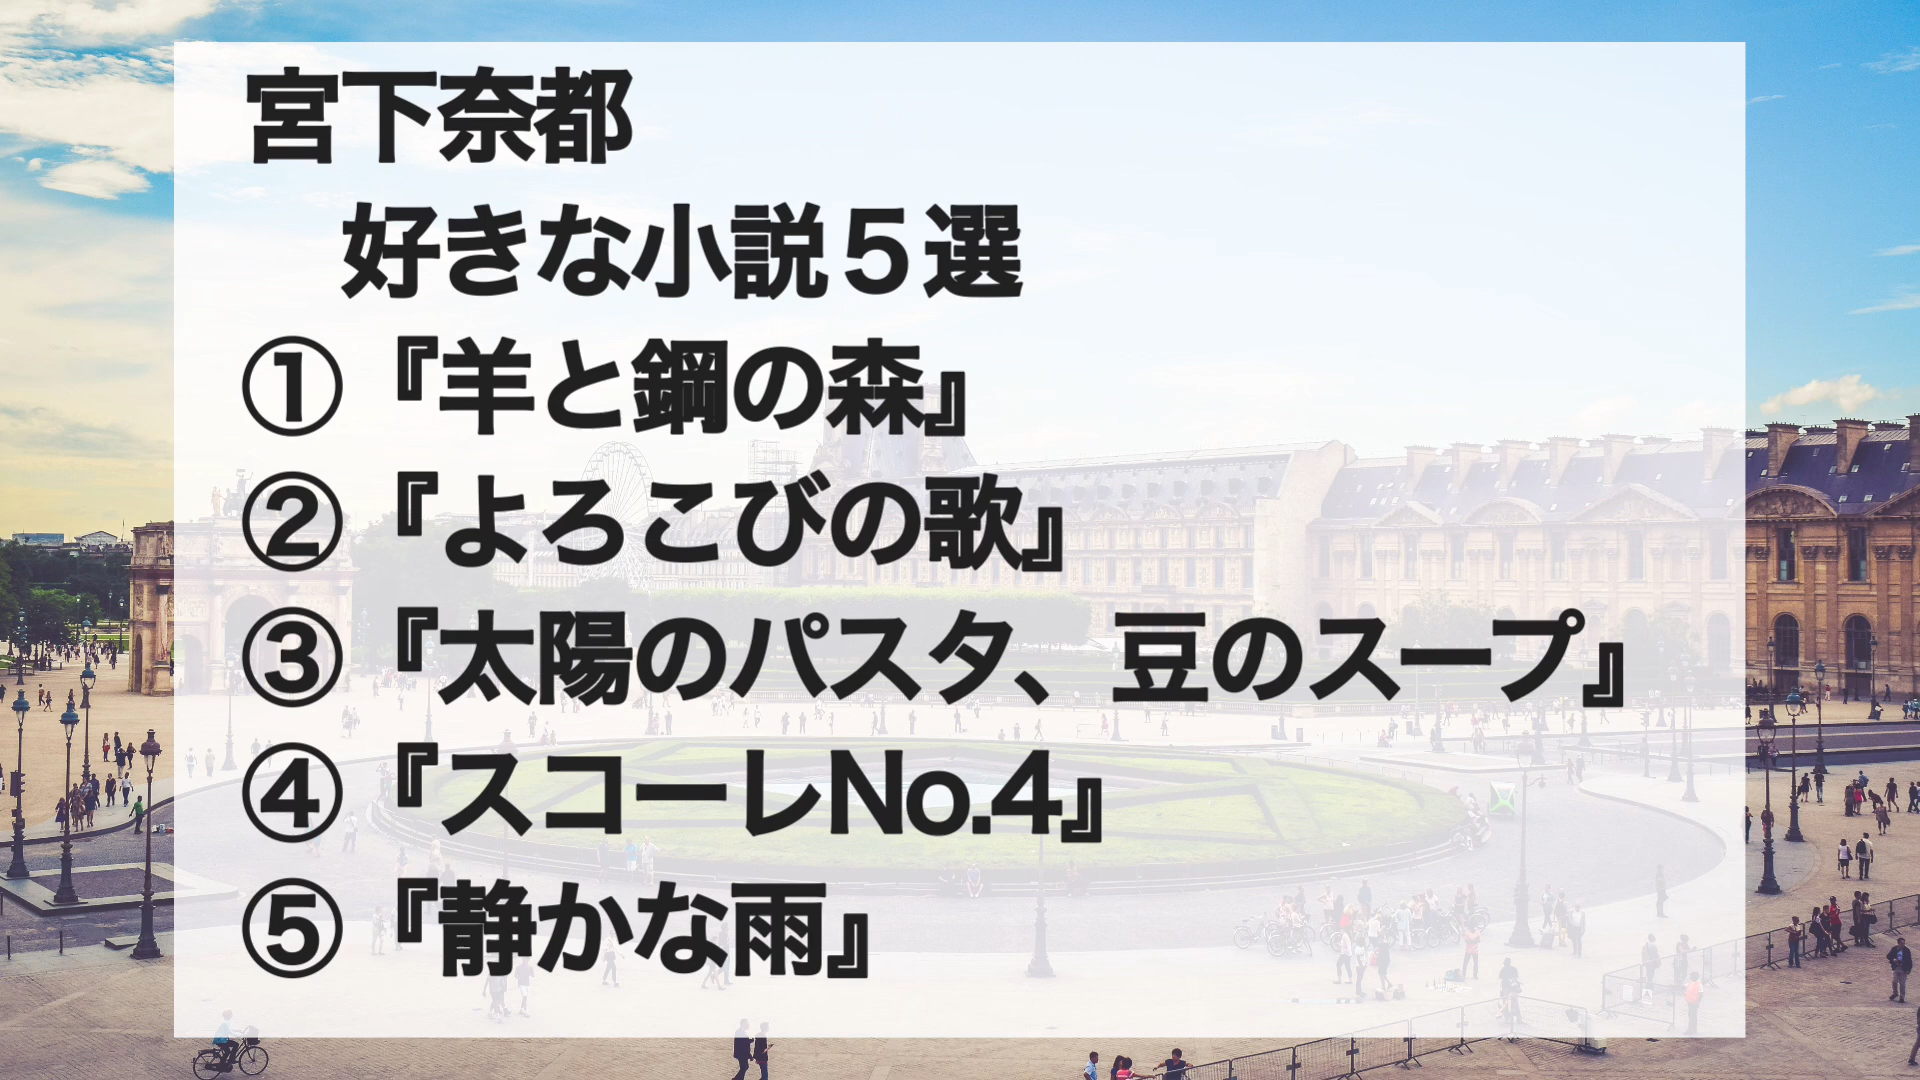 宮下奈都
好きな小説５選
①『羊と鋼の森』
②『よろこびの歌』
③『太陽のパスタ、豆のスープ』
④『スコーレNo.4』
⑤『静かな雨』